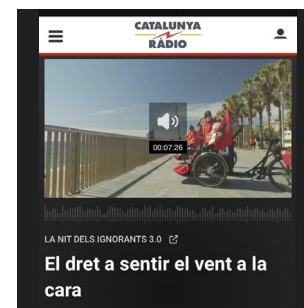 CATALUNYA
RÀDIO
00:07:26
LA NIT DELS IGNORANTS 3.0
El dret a sentir el vent a la
cara